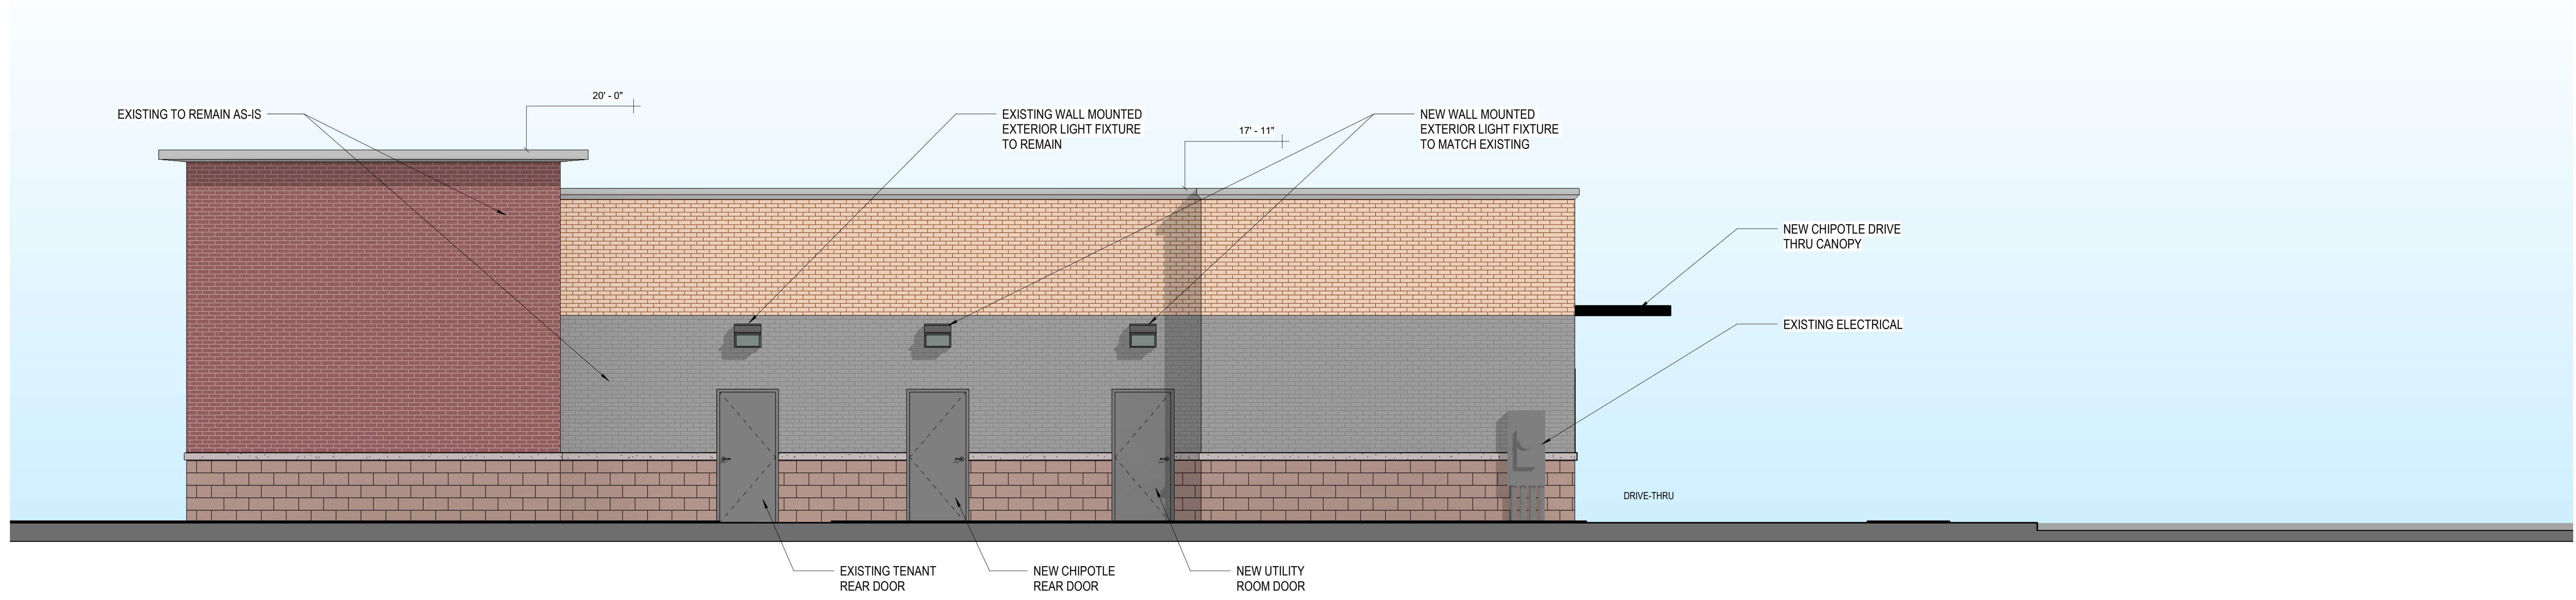 20' - 0"
EXISTING TO REMAIN AS-IS
EXISTING WALL MOUNTED
EXTERIOR LIGHT FIXTURE
TO REMAIN
17' - 11"
NEW WALL MOUNTED
EXTERIOR LIGHT FIXTURE
TO MATCH EXISTING
NEW CHIPOTLE DRIVE
THRU CANOPY
EXISTING ELECTRICAL
DRIVE-THRU
EXISTING TENANT
REAR DOOR
NEW CHIPOTLE
REAR DOOR
NEW UTILITY
ROOM DOOR